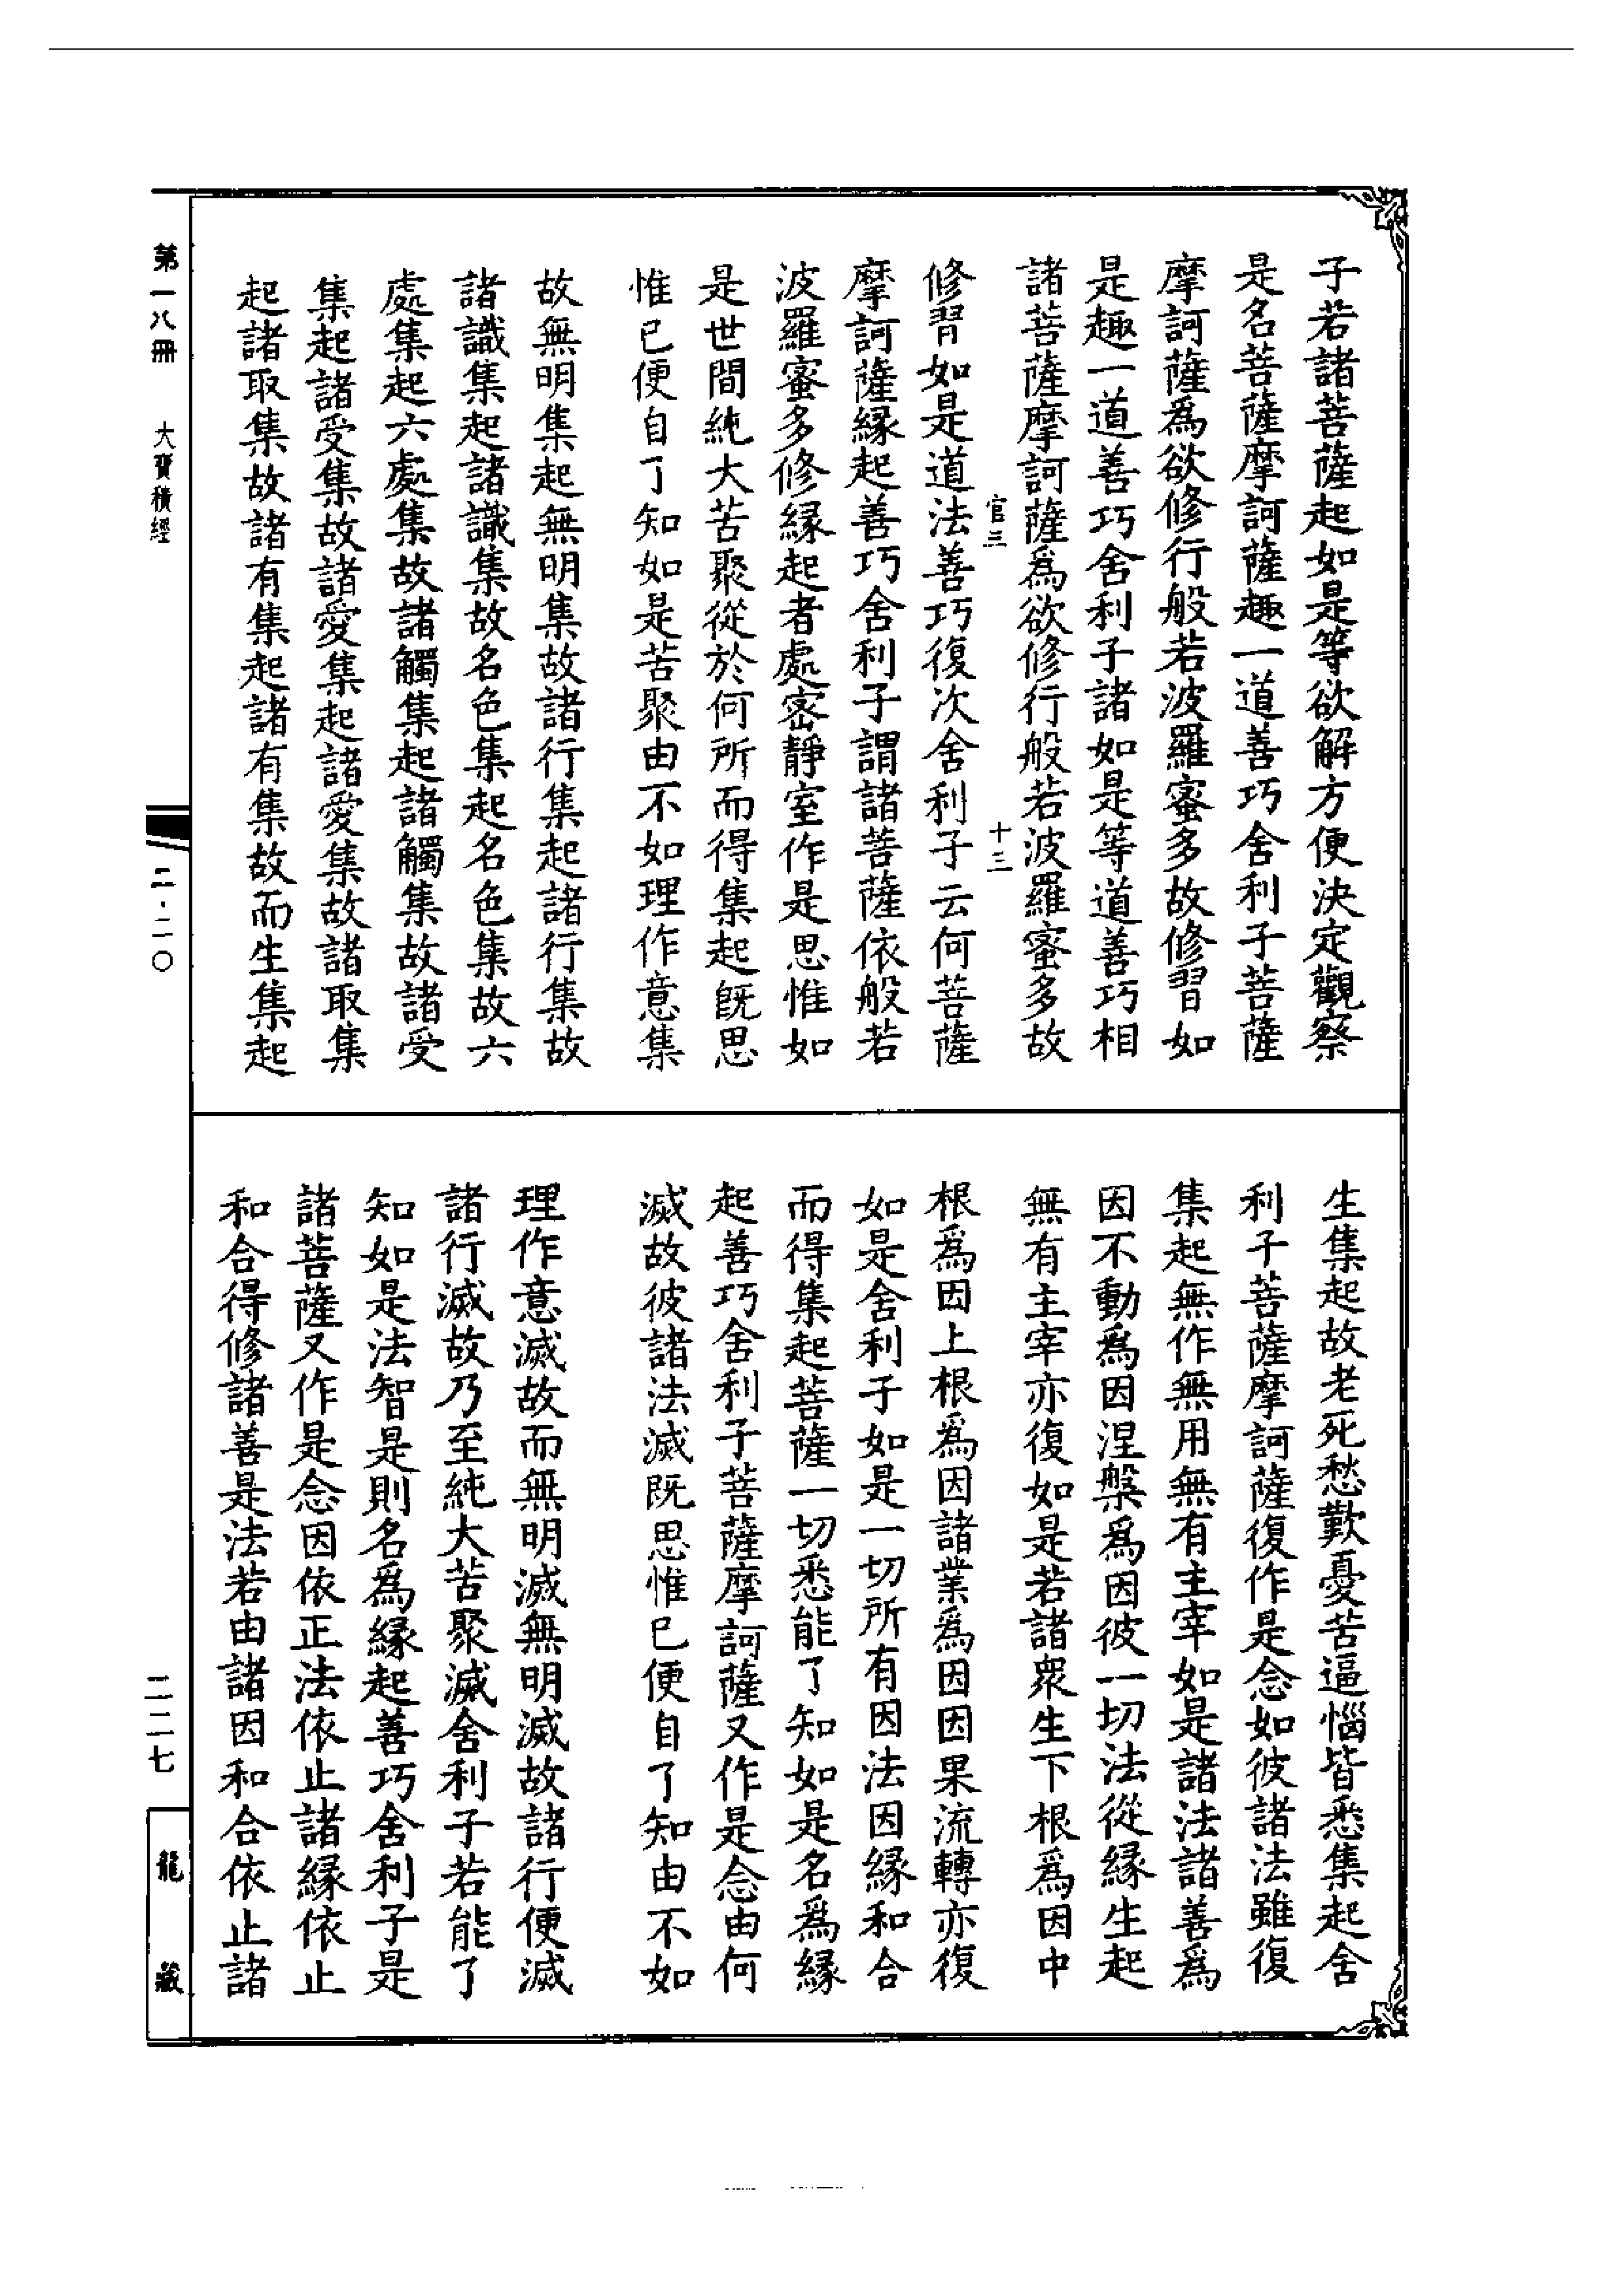 子若諸菩薩起如是等欲解方便決定觀察
是名菩薩摩訶薩趣一道善巧舍利子菩薩
摩訶薩爲欲修行般若波羅蜜多故修習如
是趣一道善巧舍利子諸如是等道善巧相
諸菩薩摩訶薩爲欲修行般若波羅蜜多故
官三 十三
修習如是道法善巧復次舍利子云何菩薩
摩訶薩緣起善巧舍利子謂諸菩薩依般若
波羅蜜多修緣起者處密靜室作是思惟如
是世間純大苦聚從於何所而得集起既思
惟已便自了知如是苦聚由不如理作意集
故無明集起無明集故諸行集起諸行集故
諸識集起諸識集故名色集起名色集故六
處集起六處集故諸觸集起諸觸集故諸受
集起諸受集故諸愛集起諸愛集故諸取集
起諸取集故諸有集起諸有集故而生集起
生集起故老死愁歎憂苦逼惱皆悉集起舍
利子菩薩摩訶薩復作是念如彼諸法雖復
集起無作無用無有主宰如是諸法諸善爲
因不動爲因涅槃爲因彼一切法從緣生起
無有主宰亦復如是若諸眾生下根爲因中
根爲因上根爲因諸業爲因因果流轉亦復
如是舍利子如是一切所有因法因緣和合
而得集起菩薩一切悉能了知如是名爲緣
起善巧舍利子菩薩摩訶薩又作是念由何
滅故彼諸法滅既思惟已便自了知由不如
理作意滅故而無明滅無明滅故諸行便滅
諸行滅故乃至純大苦聚滅舍利子若能了
知如是法智是則名爲緣起善巧舍利子是
諸菩薩又作是念因依正法依止諸緣依止
和合得修諸善是法若由諸因和合依止諸
第一八冊 大寶積經 二·二〇 二二七 龍藏